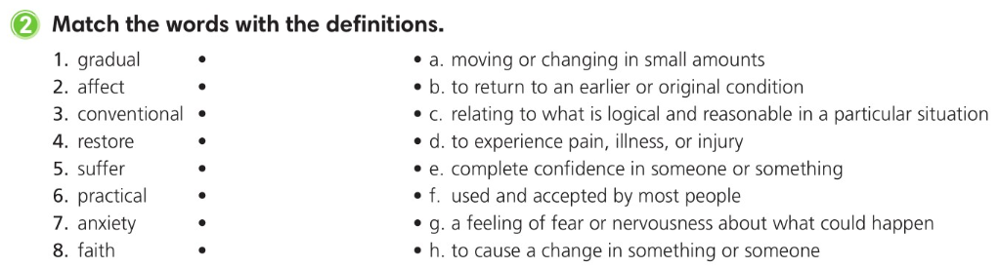 2 Match the words with the definitions.
1. gradual • • a. moving or changing in small amounts
2. affect • • b. to return to an earlier or original condition
3. conventional • • c. relating to what is logical and reasonable in a particular situation
4. restore • • d. to experience pain, illness, or injury
5. suffer • • e. complete confidence in someone or something
6. practical • • f. used and accepted by most people
7. anxiety • • g. a feeling of fear or nervousness about what could happen
8. faith • • h. to cause a change in something or someone